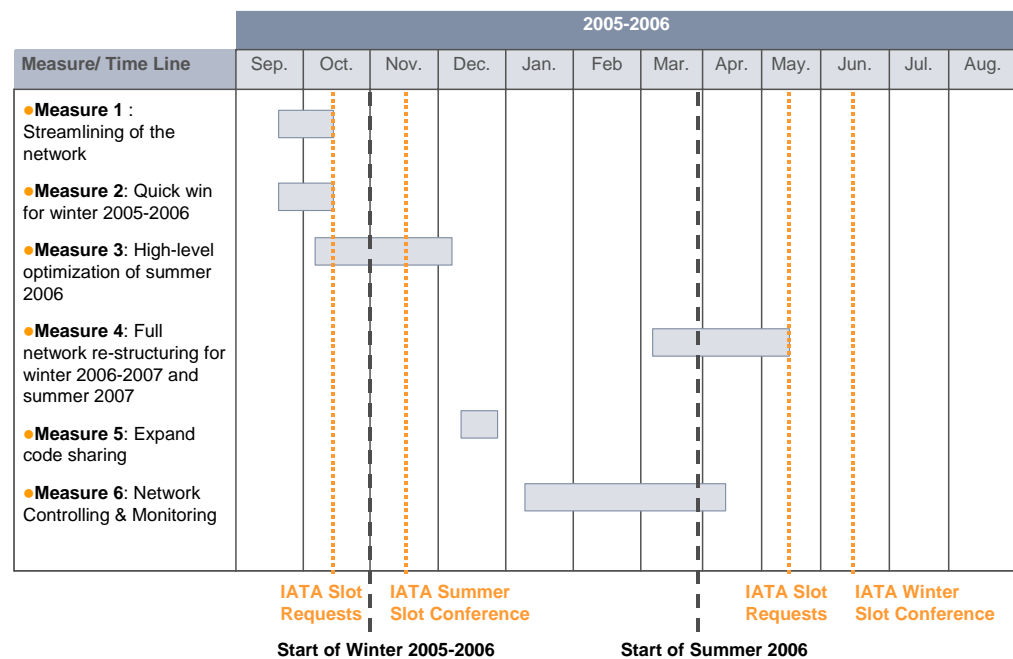 2005-2006
Measure/ Time Line Sep. Oct. Nov. Dec. Jan. Feb Mar. Apr. May. Jun. Jul. Aug.
●Measure 1 :
Streamlining of the
network
●Measure 2: Quick win
for winter 2005-2006
●Measure 3: High-level
optimization of summer
2006
●Measure 4: Full
network re-structuring for
winter 2006-2007 and
summer 2007
●Measure 5: Expand
code sharing
●Measure 6: Network
Controlling & Monitoring
IATA Slot
Requests
IATA Summer
Slot Conference
IATA Slot
Requests
IATA Winter
Slot Conference
Start of Winter 2005-2006
Start of Summer 2006